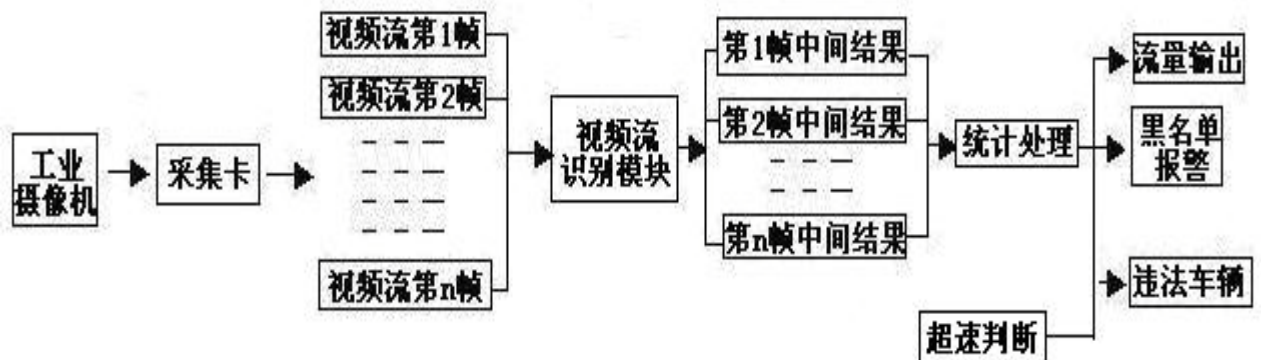 工业
摄像机
采集卡
视频流第1帧
视频流第2帧
视频流第n帧
视频流
识别模块
第1帧中间结果
第2帧中间结果
第n帧中间结果
统计处理
流量输出
黑名单
报警
违法车辆
超速判断